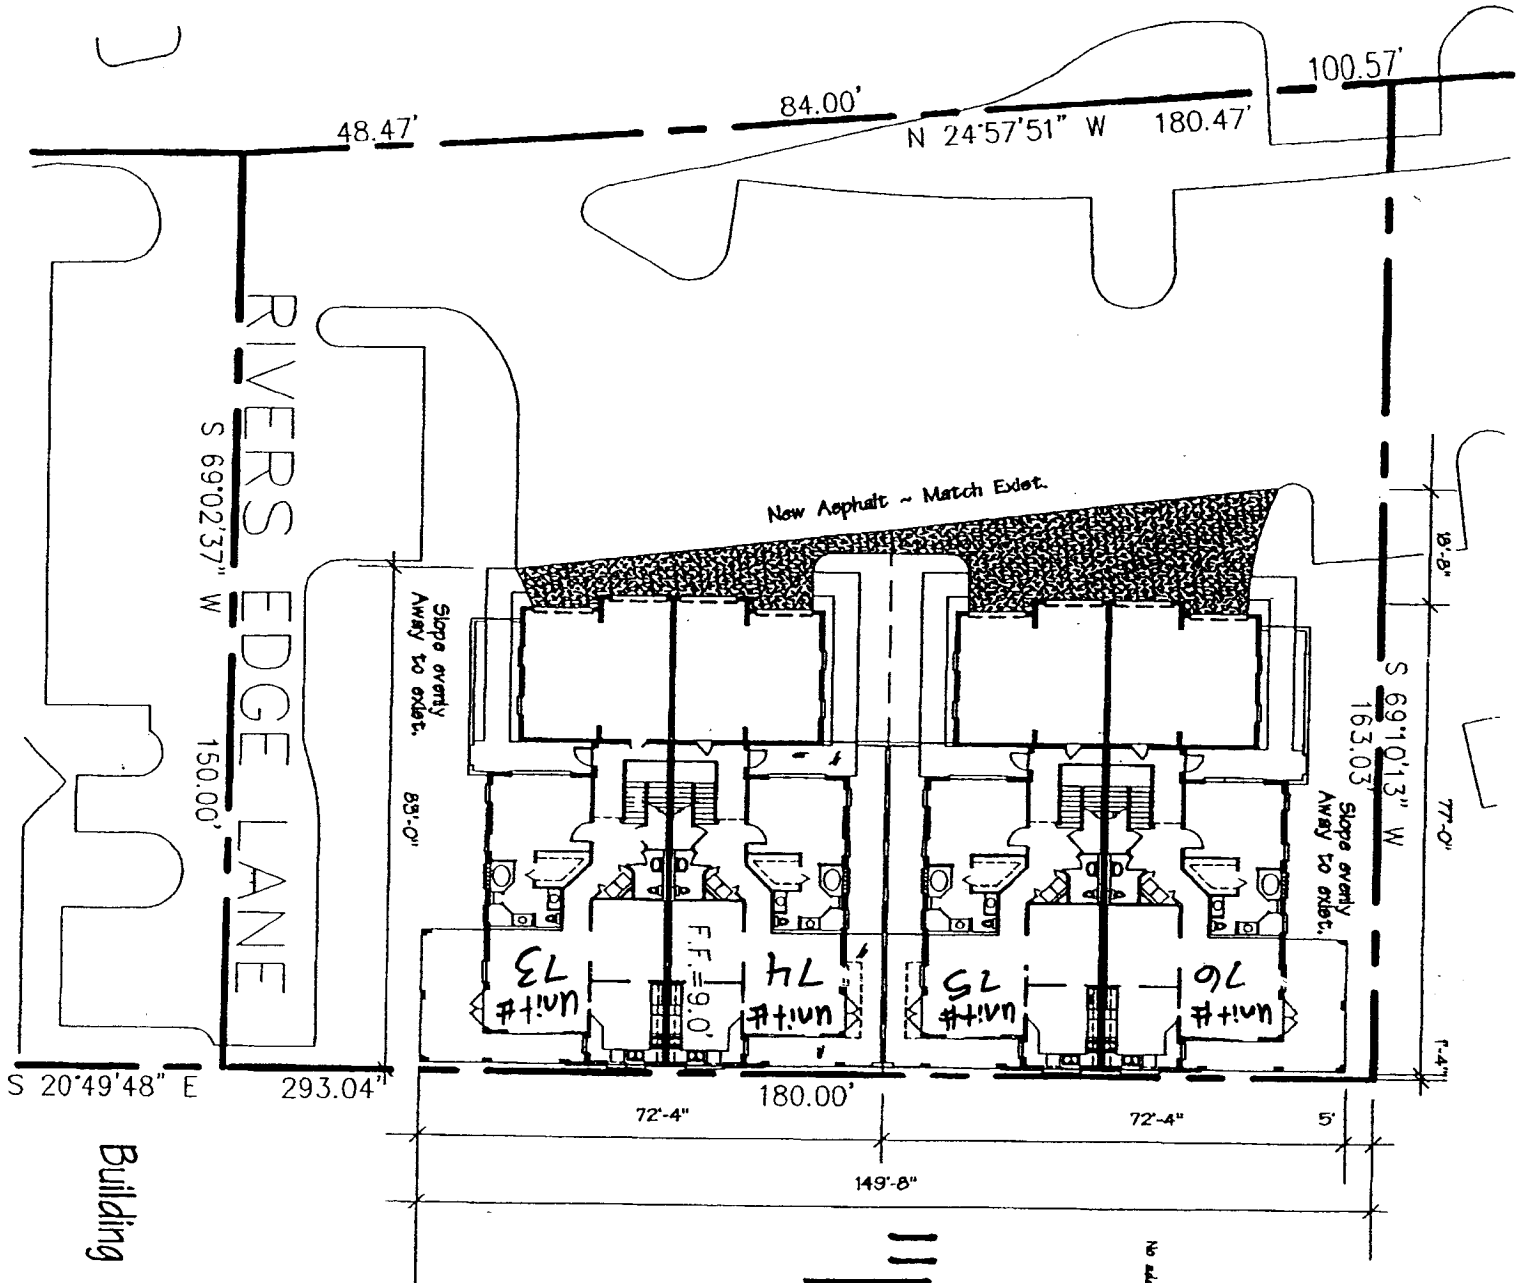 100.57'
84.00'
48.47'
N 24°57'51" W 180.47'
RIVERS EDGE LANE
S 69°02'37" W
150.00'
New Asphalt ~ Match Exist.
18'-8"
Slope evenly
Away to exist.
S 69°10'13" W
163.03'
83'-0"
77'-0"
Slope evenly
Away to exist.
F.F.=9.0'
Unit#
73
Unit#
74
Unit#
75
Unit#
76
1'-4"
S 20°49'48" E
293.04'
180.00'
72'-4"
72'-4"
5'
149'-8"
Building
No